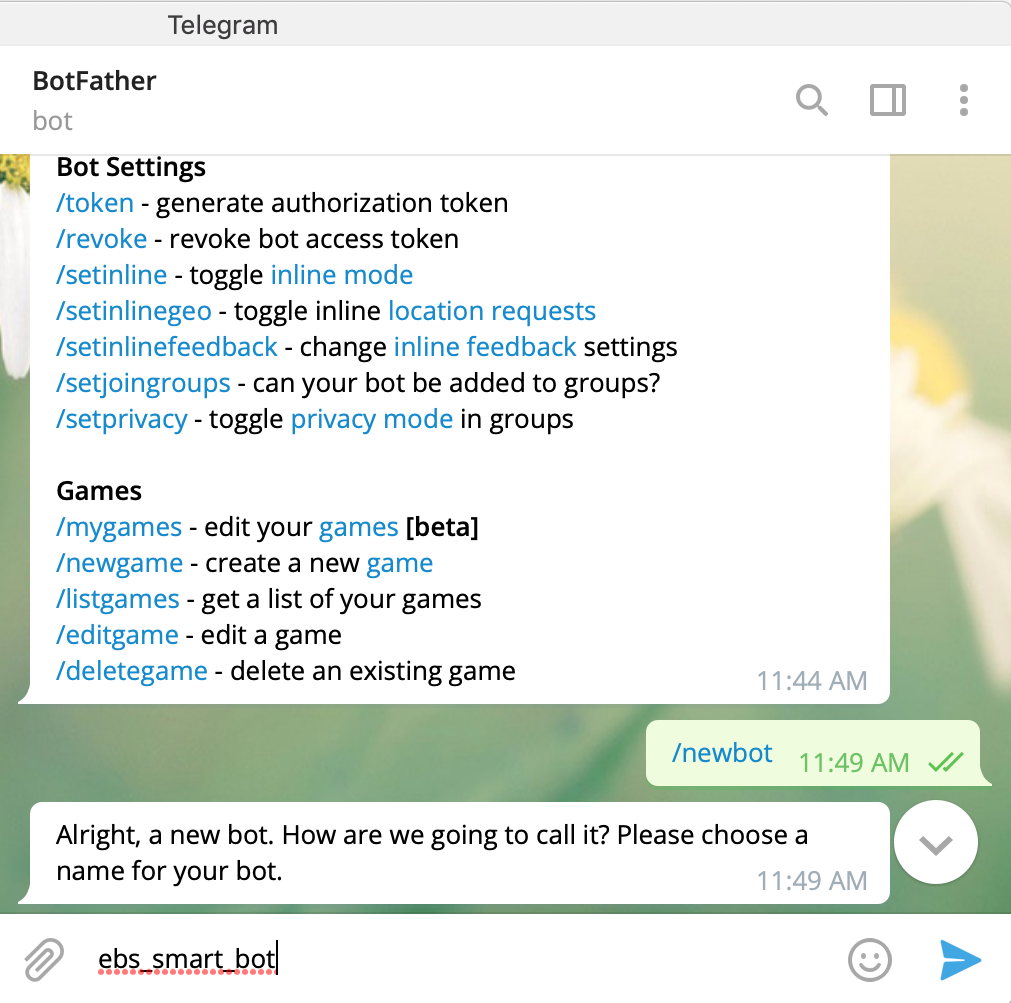 Telegram
BotFather
bot
Bot Settings
/token - generate authorization token
/revoke - revoke bot access token
/setinline - toggle inline mode
/setinlinegeo - toggle inline location requests
/setinlinefeedback - change inline feedback settings
/setjoingroups - can your bot be added to groups?
/setprivacy - toggle privacy mode in groups
Games
/mygames - edit your games [beta]
/newgame - create a new game
/listgames - get a list of your games
/editgame - edit a game
/deletegame - delete an existing game
11:44 AM
/newbot 11:49 AM
Alright, a new bot. How are we going to call it? Please choose a
name for your bot.
11:49 AM
ebs_smart_bot